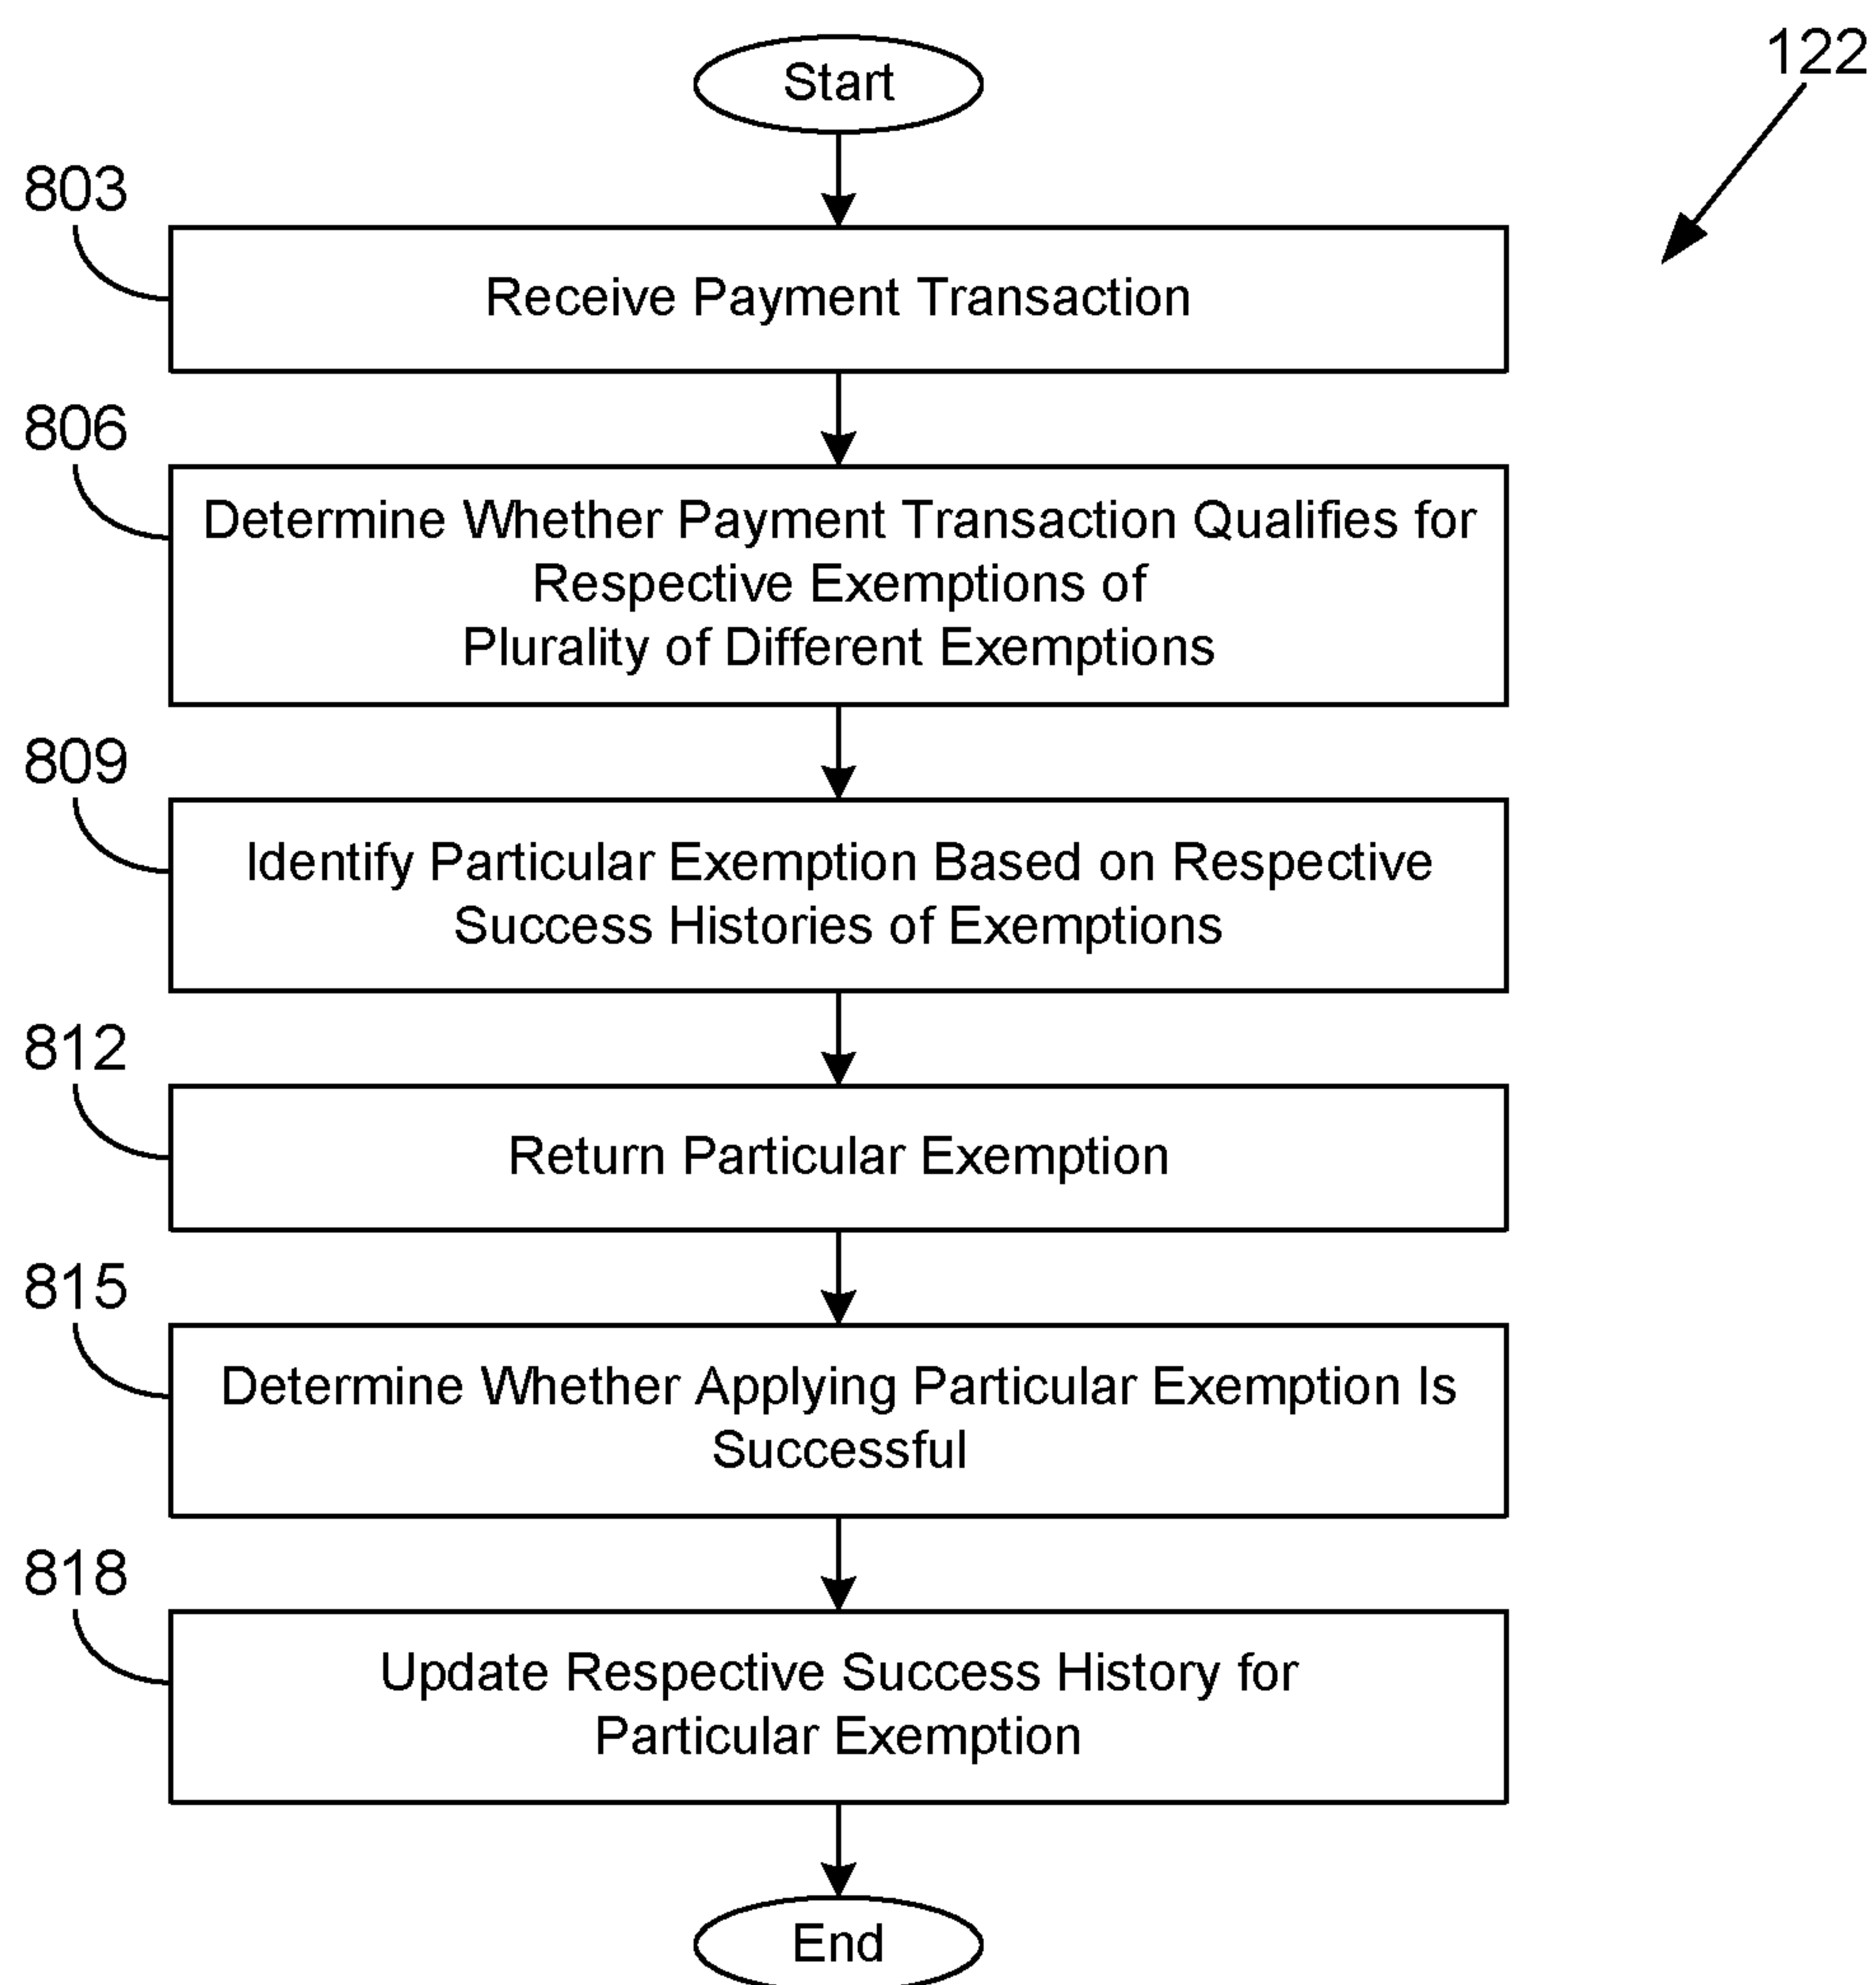 Start
122
803
Receive Payment Transaction
806
Determine Whether Payment Transaction Qualifies for
Respective Exemptions of
Plurality of Different Exemptions
809
Identify Particular Exemption Based on Respective
Success Histories of Exemptions
812
Return Particular Exemption
815
Determine Whether Applying Particular Exemption Is
Successful
818
Update Respective Success History for
Particular Exemption
End